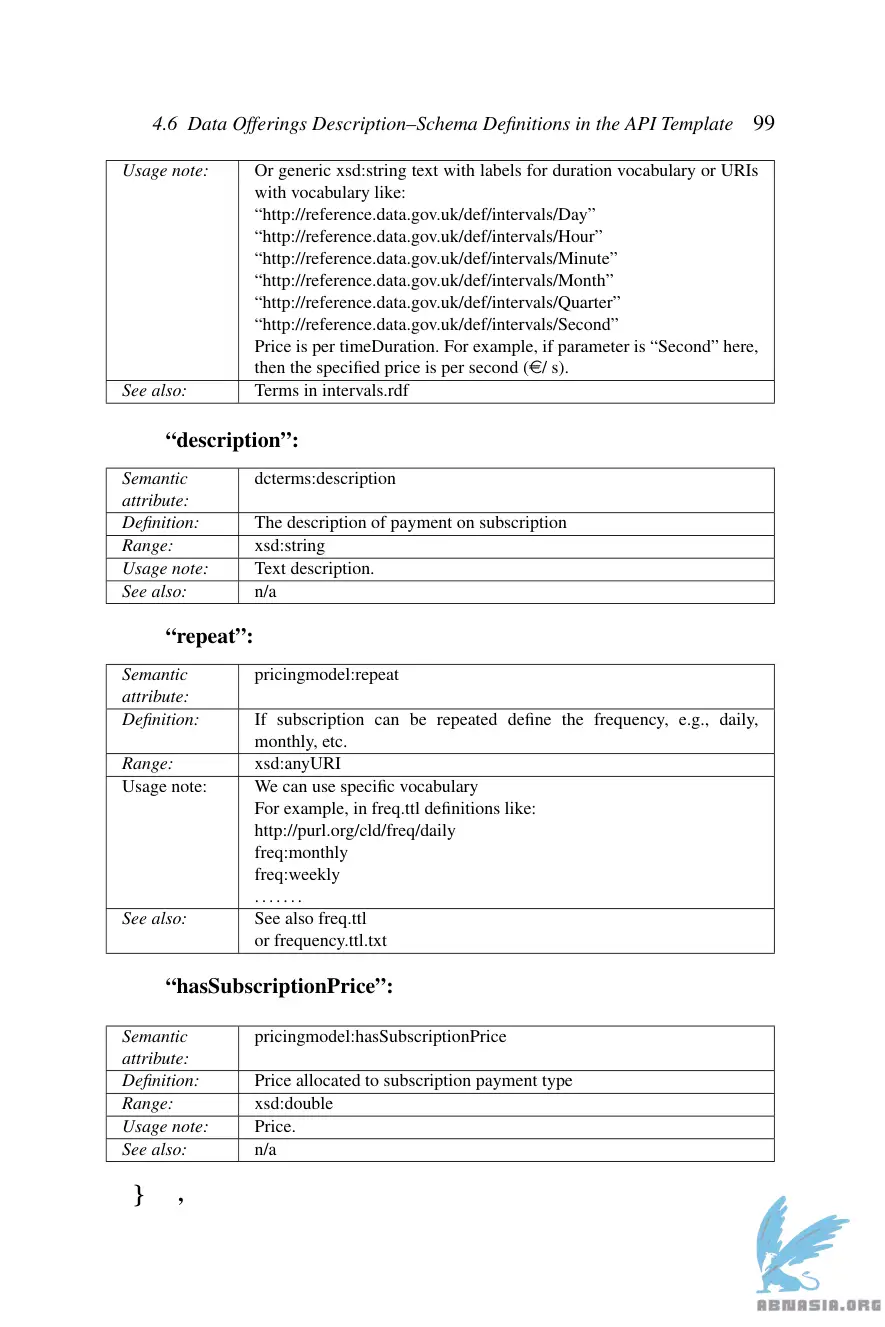 4.6 Data Offerings Description–Schema Definitions in the API Template 99
Usage note: Or generic xsd:string text with labels for duration vocabulary or URIs
with vocabulary like:
“http://reference.data.gov.uk/def/intervals/Day”
“http://reference.data.gov.uk/def/intervals/Hour”
“http://reference.data.gov.uk/def/intervals/Minute”
“http://reference.data.gov.uk/def/intervals/Month”
“http://reference.data.gov.uk/def/intervals/Quarter”
“http://reference.data.gov.uk/def/intervals/Second”
Price is per timeDuration. For example, if parameter is “Second” here,
then the specified price is per second (€/ s).
See also: Terms in intervals.rdf
“description”:
Semantic dcterms:description
attribute:
Definition: The description of payment on subscription
Range: xsd:string
Usage note: Text description.
See also: n/a
“repeat”:
Semantic pricingmodel:repeat
attribute:
Definition: If subscription can be repeated define the frequency, e.g., daily,
monthly, etc.
Range: xsd:anyURI
Usage note: We can use specific vocabulary
For example, in freq.ttl definitions like:
http://purl.org/cld/freq/daily
freq:monthly
freq:weekly
. . . . . . .
See also: See also freq.ttl
or frequency.ttl.txt
“hasSubscriptionPrice”:
Semantic pricingmodel:hasSubscriptionPrice
attribute:
Definition: Price allocated to subscription payment type
Range: xsd:double
Usage note: Price.
See also: n/a
} ,
ABNASIA.ORG